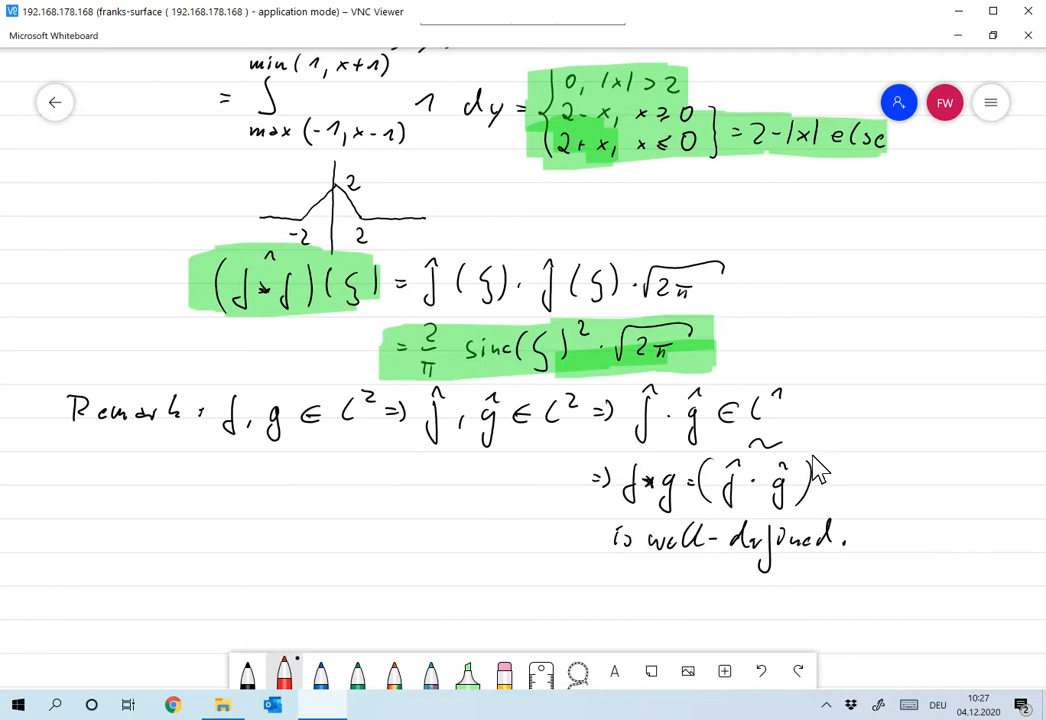 192.168.178.168 (franks-surface ( 192.168.178.168 ) - application mode) – VNC Viewer
Microsoft Whiteboard
FW
min(1, x+1)
= ∫ 1 dy = { 0, |x| > 2
2-x, x ≥ 0
2+x, x ≤ 0 } = 2-|x| else
max(-1, x-1)
2
-2 2
(f * f)^(ξ) = f̂(ξ) · f̂(ξ) · √2π
= 2/π sinc(ξ)² · √2π
Remark: f, g ∈ L² => f̂, ĝ ∈ L² => f̂ · ĝ ∈ L¹
=> f*g = (f̂ · ĝ)~
is well-defined.
A
DEU
10:27
04.12.2020
2